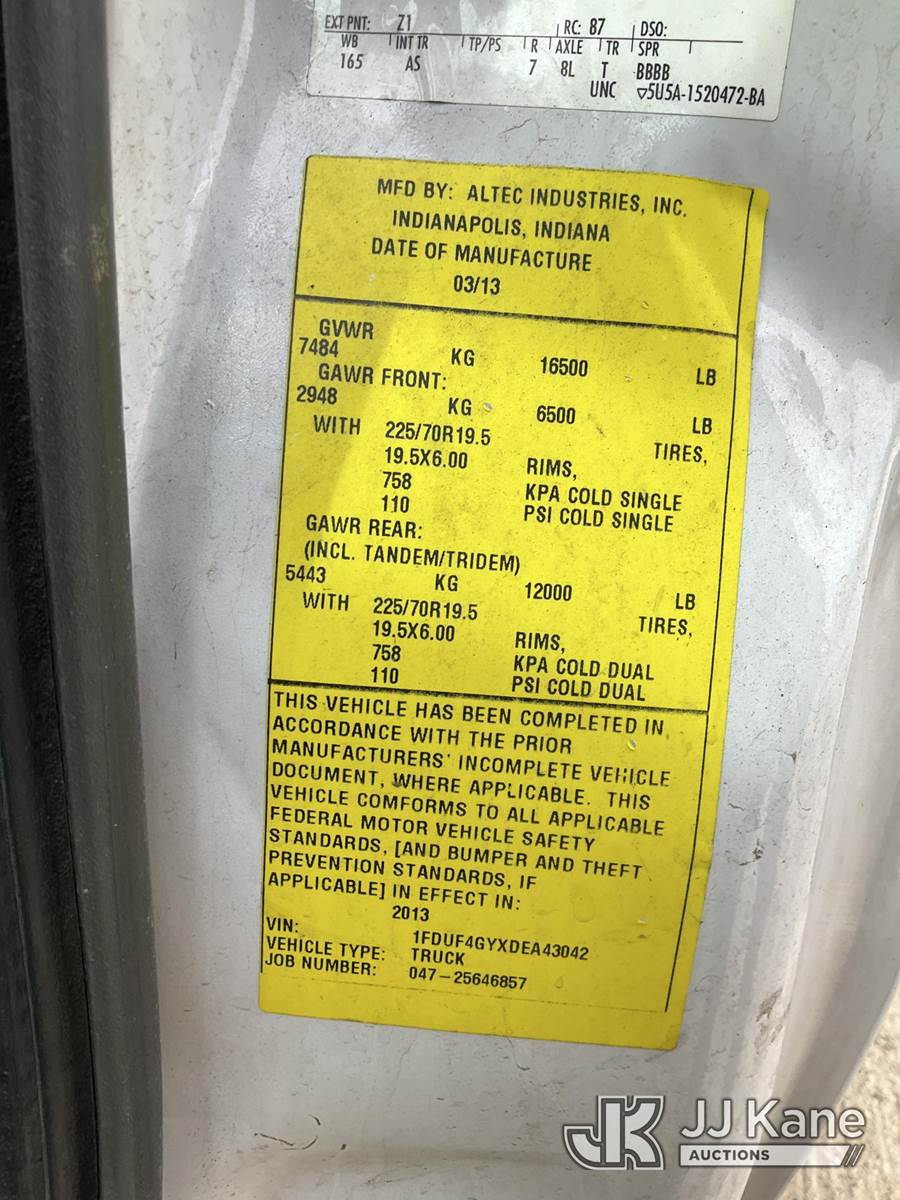 EXT PNT: Z1 RC: 87 DSO:
WB INT TR TP/PS R AXLE TR SPR
165 AS 7 8L T BBBB
UNC ▽5U5A-1520472-BA
MFD BY: ALTEC INDUSTRIES, INC.
INDIANAPOLIS, INDIANA
DATE OF MANUFACTURE
03/13
GVWR
7484 KG 16500 LB
GAWR FRONT:
2948 KG 6500 LB
WITH 225/70R19.5 TIRES,
19.5X6.00 RIMS,
758 KPA COLD SINGLE
110 PSI COLD SINGLE
GAWR REAR:
(INCL. TANDEM/TRIDEM)
5443 KG 12000 LB
WITH 225/70R19.5 TIRES,
19.5X6.00 RIMS,
758 KPA COLD DUAL
110 PSI COLD DUAL
THIS VEHICLE HAS BEEN COMPLETED IN
ACCORDANCE WITH THE PRIOR
MANUFACTURERS' INCOMPLETE VEHICLE
DOCUMENT, WHERE APPLICABLE. THIS
VEHICLE COMFORMS TO ALL APPLICABLE
FEDERAL MOTOR VEHICLE SAFETY
STANDARDS, [AND BUMPER AND THEFT
PREVENTION STANDARDS, IF
APPLICABLE] IN EFFECT IN:
2013
VIN: 1FDUF4GYXDEA43042
VEHICLE TYPE: TRUCK
JOB NUMBER: 047-25646857
JK JJ Kane
AUCTIONS